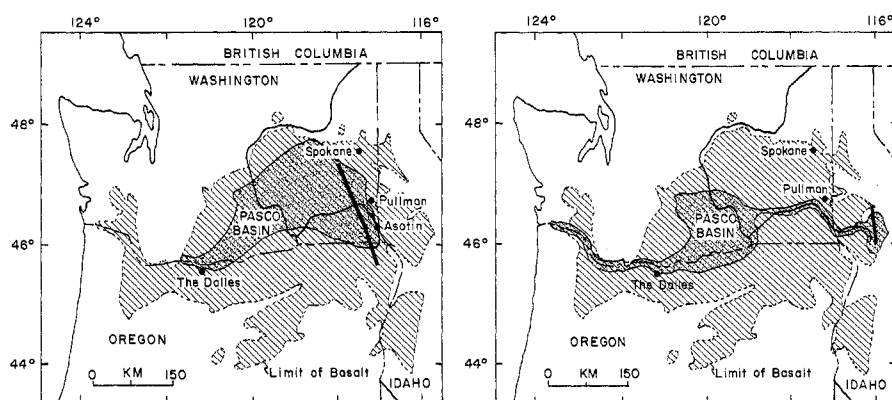 124° 120° 116°
BRITISH COLUMBIA
WASHINGTON
48°
Spokane
Pullman
Asotin
PASCO
BASIN
46°
The Dalles
OREGON
44°
0 KM 150
Limit of Basalt
IDAHO
124° 120° 116°
BRITISH COLUMBIA
WASHINGTON
48°
Spokane
Pullman
PASCO
BASIN
46°
The Dalles
OREGON
44°
0 KM 150
Limit of Basalt
IDAHO